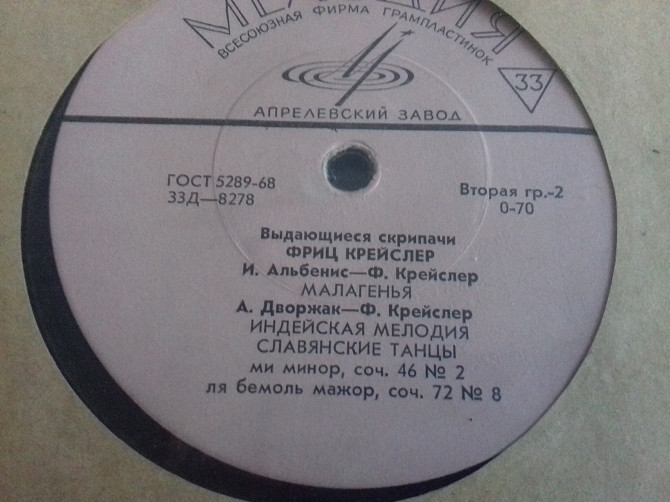 МЕЛОДИЯ
ВСЕСОЮЗНАЯ ФИРМА ГРАМПЛАСТИНОК
33
АПРЕЛЕВСКИЙ ЗАВОД
ГОСТ 5289-68
33Д—8278
Вторая гр.-2
0-70
Выдающиеся скрипачи
ФРИЦ КРЕЙСЛЕР
И. Альбенис—Ф. Крейслер
МАЛАГЕНЬЯ
А. Дворжак—Ф. Крейслер
ИНДЕЙСКАЯ МЕЛОДИЯ
СЛАВЯНСКИЕ ТАНЦЫ
ми минор, соч. 46 № 2
ля бемоль мажор, соч. 72 № 8